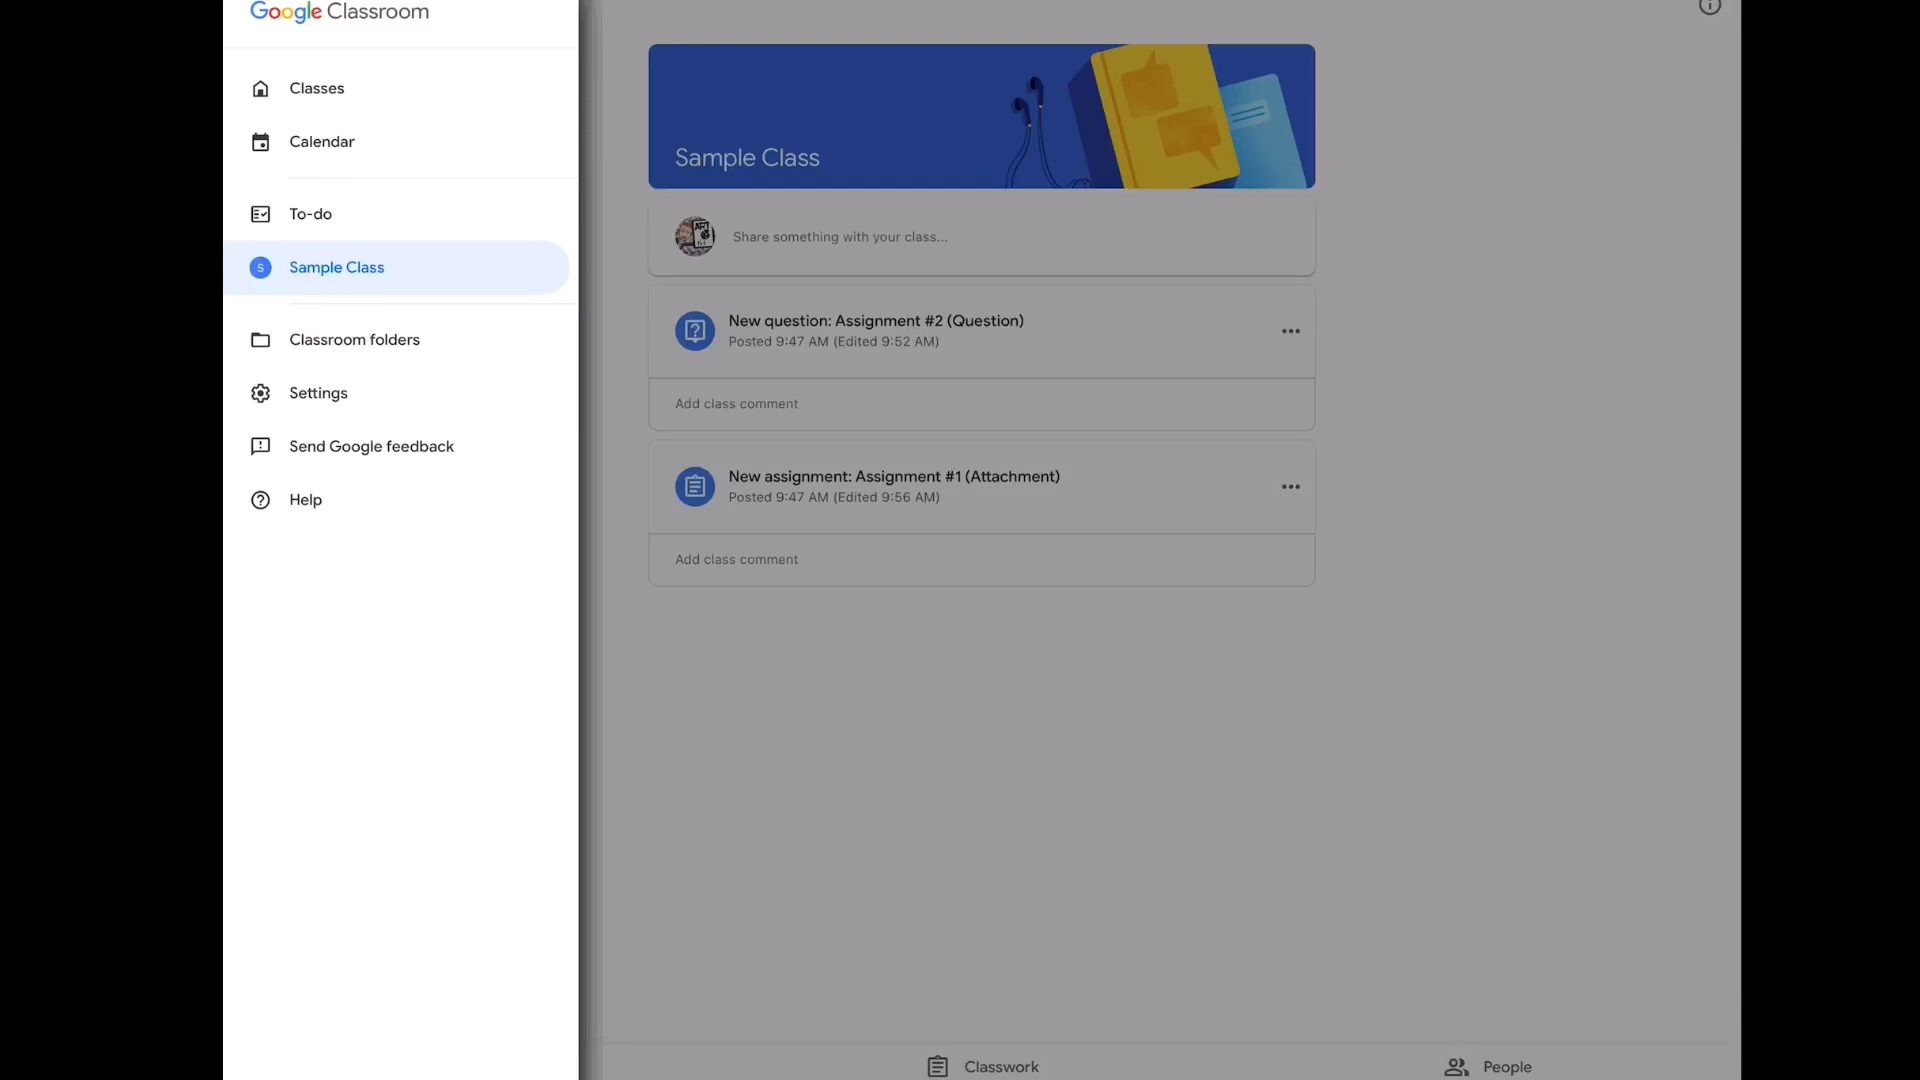 Google Classroom
Classes
Calendar
To-do
S Sample Class
Classroom folders
Settings
Send Google feedback
Help
Sample Class
Share something with your class...
New question: Assignment #2 (Question)
Posted 9:47 AM (Edited 9:52 AM)
Add class comment
New assignment: Assignment #1 (Attachment)
Posted 9:47 AM (Edited 9:56 AM)
Add class comment
Classwork
People